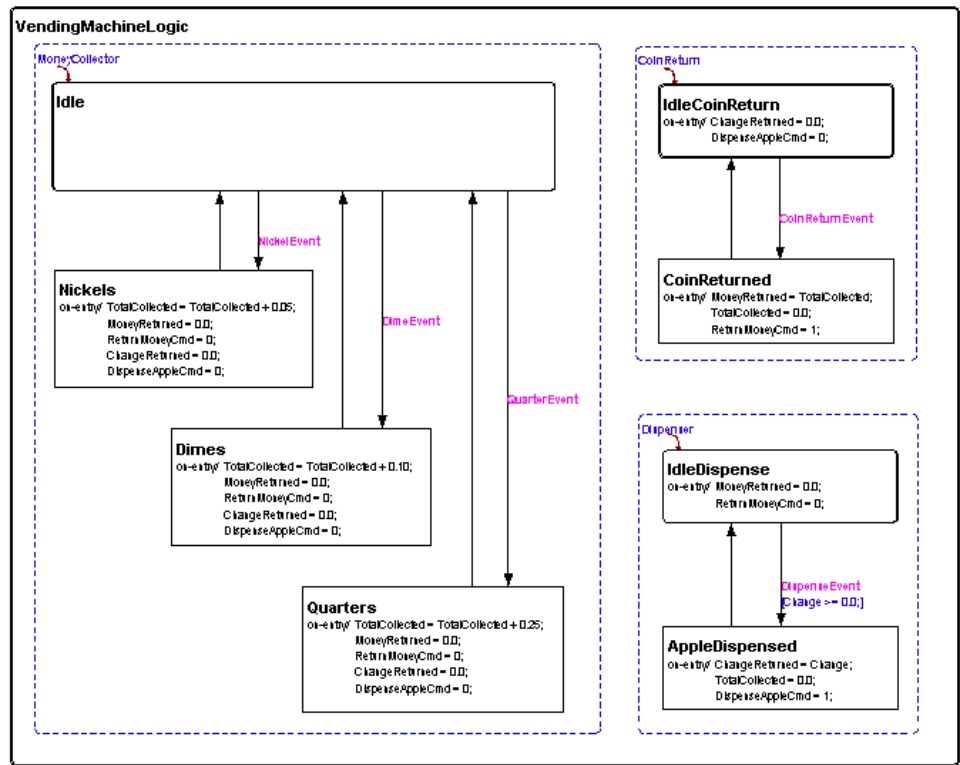 VendingMachineLogic
MoneyCollector
Idle
NickelEvent
Nickels
on-entry/ TotalCollected = TotalCollected + 0.05;
MoneyReturned = 0.0;
ReturnMoneyCmd = 0;
ChangeReturned = 0.0;
DispenseAppleCmd = 0;
DimeEvent
Dimes
on-entry/ TotalCollected = TotalCollected + 0.10;
MoneyReturned = 0.0;
ReturnMoneyCmd = 0;
ChangeReturned = 0.0;
DispenseAppleCmd = 0;
QuarterEvent
Quarters
on-entry/ TotalCollected = TotalCollected + 0.25;
MoneyReturned = 0.0;
ReturnMoneyCmd = 0;
ChangeReturned = 0.0;
DispenseAppleCmd = 0;
CoinReturn
IdleCoinReturn
on-entry/ ChangeReturned = 0.0;
DispenseAppleCmd = 0;
CoinReturnEvent
CoinReturned
on-entry/ MoneyReturned = TotalCollected;
TotalCollected = 0.0;
ReturnMoneyCmd = 1;
Dispenser
IdleDispense
on-entry/ MoneyReturned = 0.0;
ReturnMoneyCmd = 0;
DispenseEvent
[Change >= 0.0;]
AppleDispensed
on-entry/ ChangeReturned = Change;
TotalCollected = 0.0;
DispenseAppleCmd = 1;